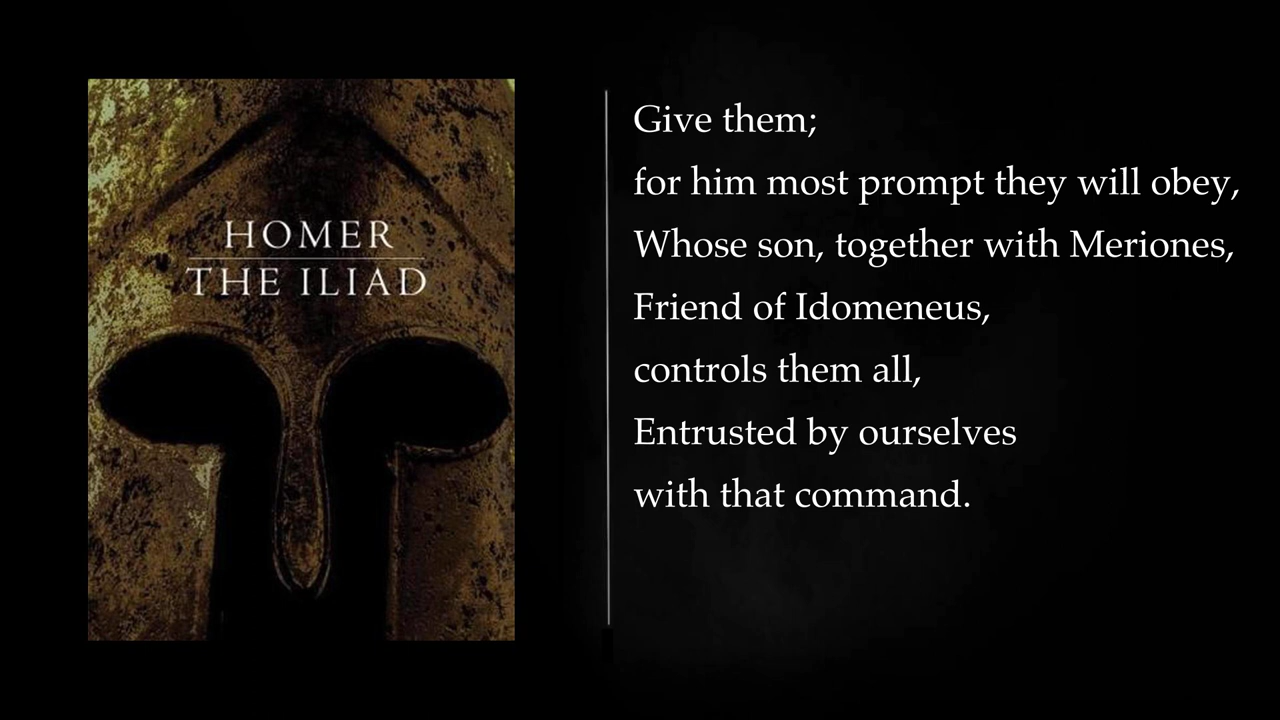 HOMER
THE ILIAD
Give them;
for him most prompt they will obey,
Whose son, together with Meriones,
Friend of Idomeneus,
controls them all,
Entrusted by ourselves
with that command.